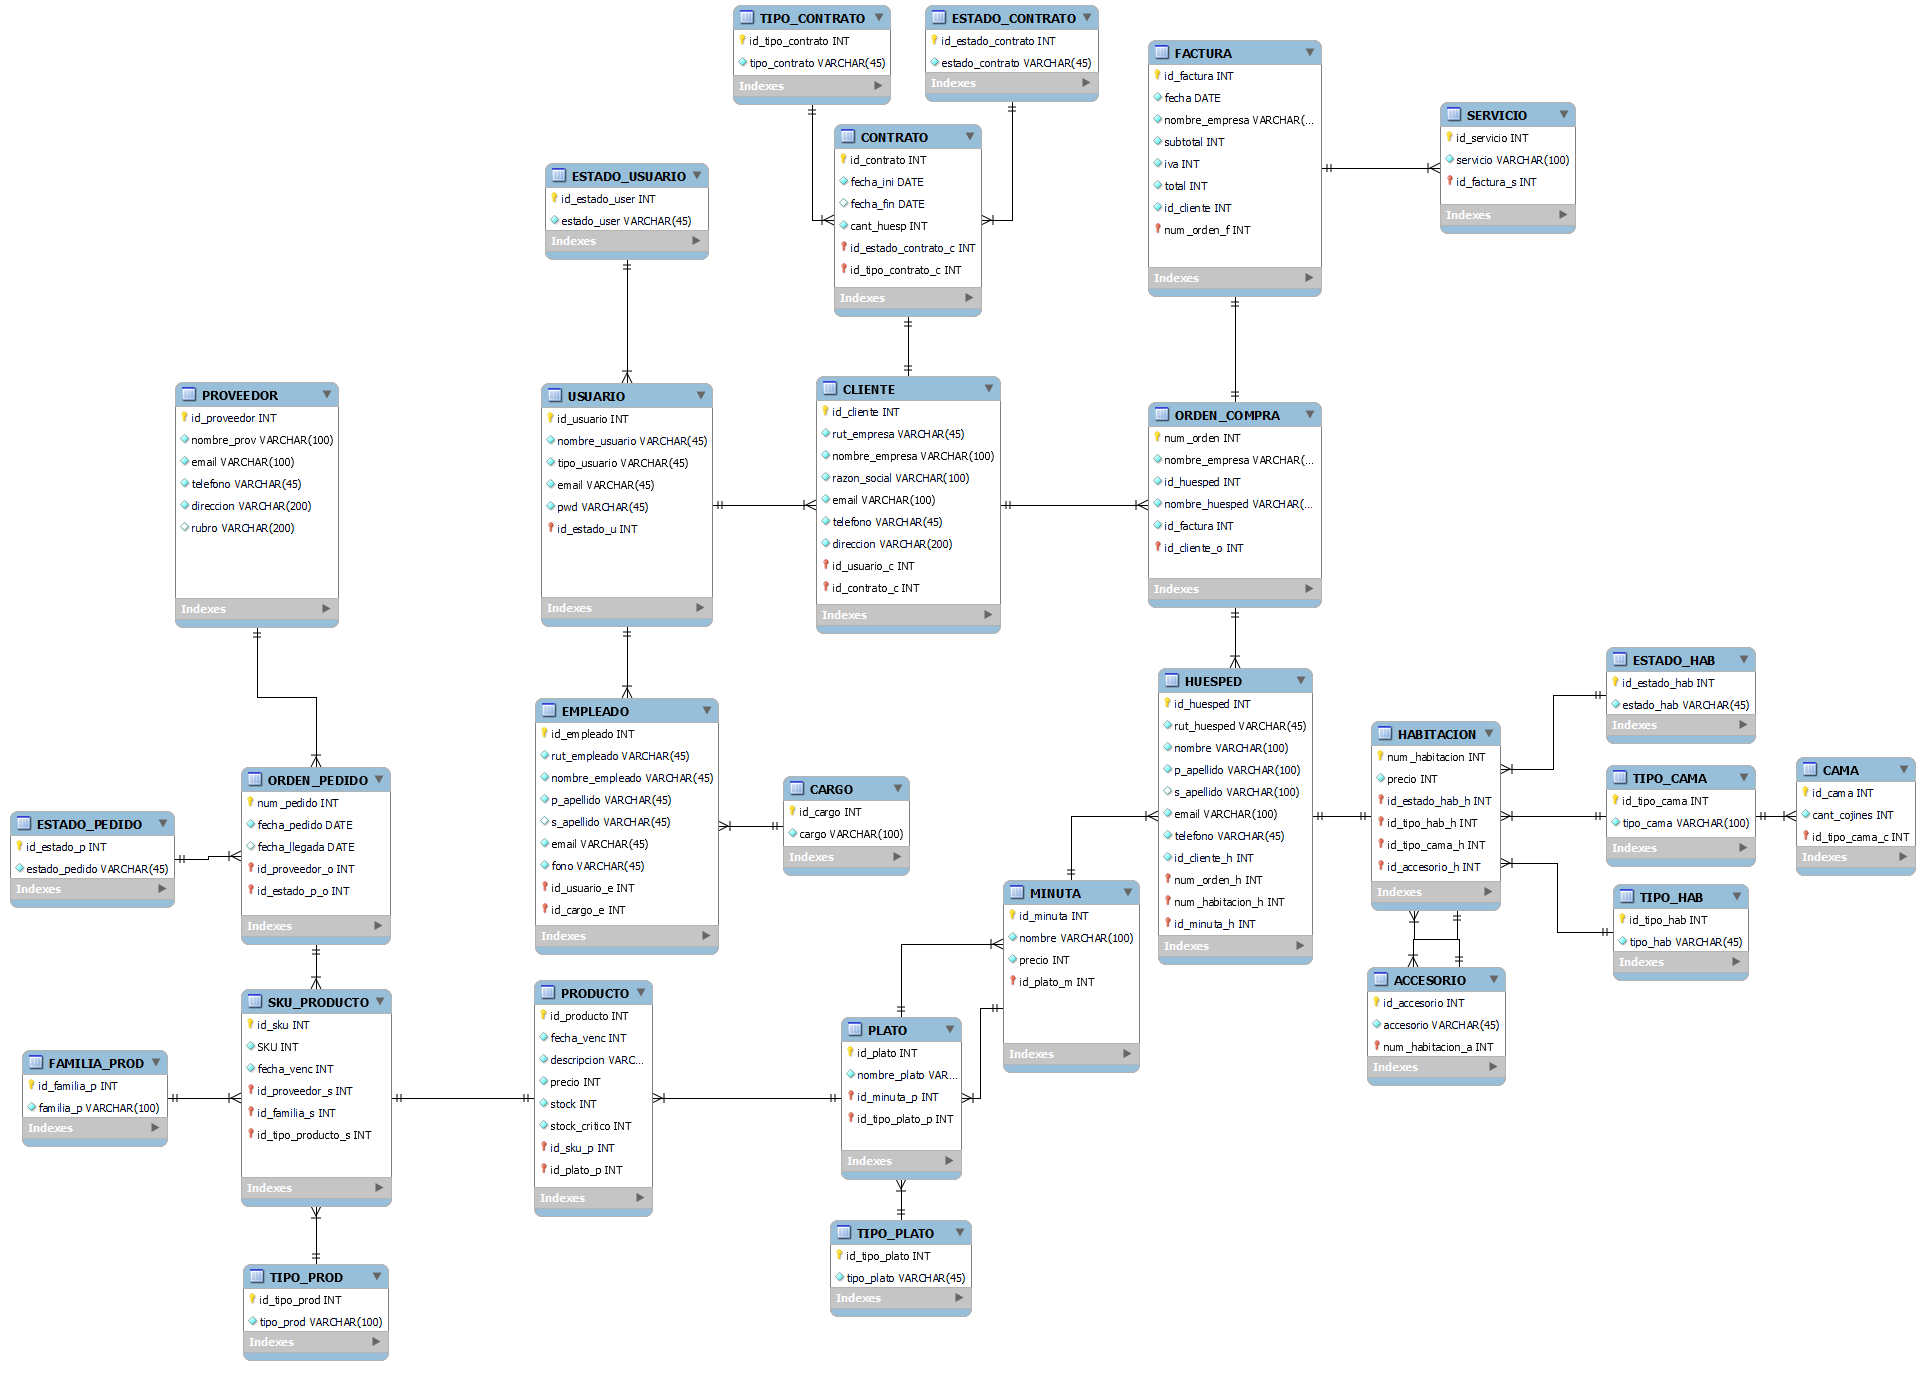 TIPO_CONTRATO
id_tipo_contrato INT
tipo_contrato VARCHAR(45)
Indexes
ESTADO_CONTRATO
id_estado_contrato INT
estado_contrato VARCHAR(45)
Indexes
FACTURA
id_factura INT
fecha DATE
nombre_empresa VARCHAR(...
subtotal INT
iva INT
total INT
id_cliente INT
num_orden_f INT
Indexes
SERVICIO
id_servicio INT
servicio VARCHAR(100)
id_factura_s INT
Indexes
CONTRATO
id_contrato INT
fecha_ini DATE
fecha_fin DATE
cant_huesp INT
id_estado_contrato_c INT
id_tipo_contrato_c INT
Indexes
ESTADO_USUARIO
id_estado_user INT
estado_user VARCHAR(45)
Indexes
PROVEEDOR
id_proveedor INT
nombre_prov VARCHAR(100)
email VARCHAR(100)
telefono VARCHAR(45)
direccion VARCHAR(200)
rubro VARCHAR(200)
Indexes
USUARIO
id_usuario INT
nombre_usuario VARCHAR(45)
tipo_usuario VARCHAR(45)
email VARCHAR(45)
pwd VARCHAR(45)
id_estado_u INT
Indexes
CLIENTE
id_cliente INT
rut_empresa VARCHAR(45)
nombre_empresa VARCHAR(100)
razon_social VARCHAR(100)
email VARCHAR(100)
telefono VARCHAR(45)
direccion VARCHAR(200)
id_usuario_c INT
id_contrato_c INT
Indexes
ORDEN_COMPRA
num_orden INT
nombre_empresa VARCHAR(...
id_huesped INT
nombre_huesped VARCHAR(...
id_factura INT
id_cliente_o INT
Indexes
HUESPED
id_huesped INT
rut_huesped VARCHAR(45)
nombre VARCHAR(100)
p_apellido VARCHAR(100)
s_apellido VARCHAR(100)
email VARCHAR(100)
telefono VARCHAR(45)
id_cliente_h INT
num_orden_h INT
num_habitacion_h INT
id_minuta_h INT
Indexes
HABITACION
num_habitacion INT
precio INT
id_estado_hab_h INT
id_tipo_hab_h INT
id_tipo_cama_h INT
id_accesorio_h INT
Indexes
ESTADO_HAB
id_estado_hab INT
estado_hab VARCHAR(45)
Indexes
TIPO_CAMA
id_tipo_cama INT
tipo_cama VARCHAR(100)
Indexes
CAMA
id_cama INT
cant_cojines INT
id_tipo_cama_c INT
Indexes
TIPO_HAB
id_tipo_hab INT
tipo_hab VARCHAR(45)
Indexes
ACCESORIO
id_accesorio INT
accesorio VARCHAR(45)
num_habitacion_a INT
Indexes
EMPLEADO
id_empleado INT
rut_empleado VARCHAR(45)
nombre_empleado VARCHAR(45)
p_apellido VARCHAR(45)
s_apellido VARCHAR(45)
email VARCHAR(45)
fono VARCHAR(45)
id_usuario_e INT
id_cargo_e INT
Indexes
CARGO
id_cargo INT
cargo VARCHAR(100)
Indexes
ORDEN_PEDIDO
num_pedido INT
fecha_pedido DATE
fecha_llegada DATE
id_proveedor_o INT
id_estado_p_o INT
Indexes
ESTADO_PEDIDO
id_estado_p INT
estado_pedido VARCHAR(45)
Indexes
MINUTA
id_minuta INT
nombre VARCHAR(100)
precio INT
id_plato_m INT
Indexes
SKU_PRODUCTO
id_sku INT
SKU INT
fecha_venc INT
id_proveedor_s INT
id_familia_s INT
id_tipo_producto_s INT
Indexes
FAMILIA_PROD
id_familia_p INT
familia_p VARCHAR(100)
Indexes
PRODUCTO
id_producto INT
fecha_venc INT
descripcion VARC...
precio INT
stock INT
stock_critico INT
id_sku_p INT
id_plato_p INT
Indexes
PLATO
id_plato INT
nombre_plato VAR...
id_minuta_p INT
id_tipo_plato_p INT
Indexes
TIPO_PLATO
id_tipo_plato INT
tipo_plato VARCHAR(45)
Indexes
TIPO_PROD
id_tipo_prod INT
tipo_prod VARCHAR(100)
Indexes